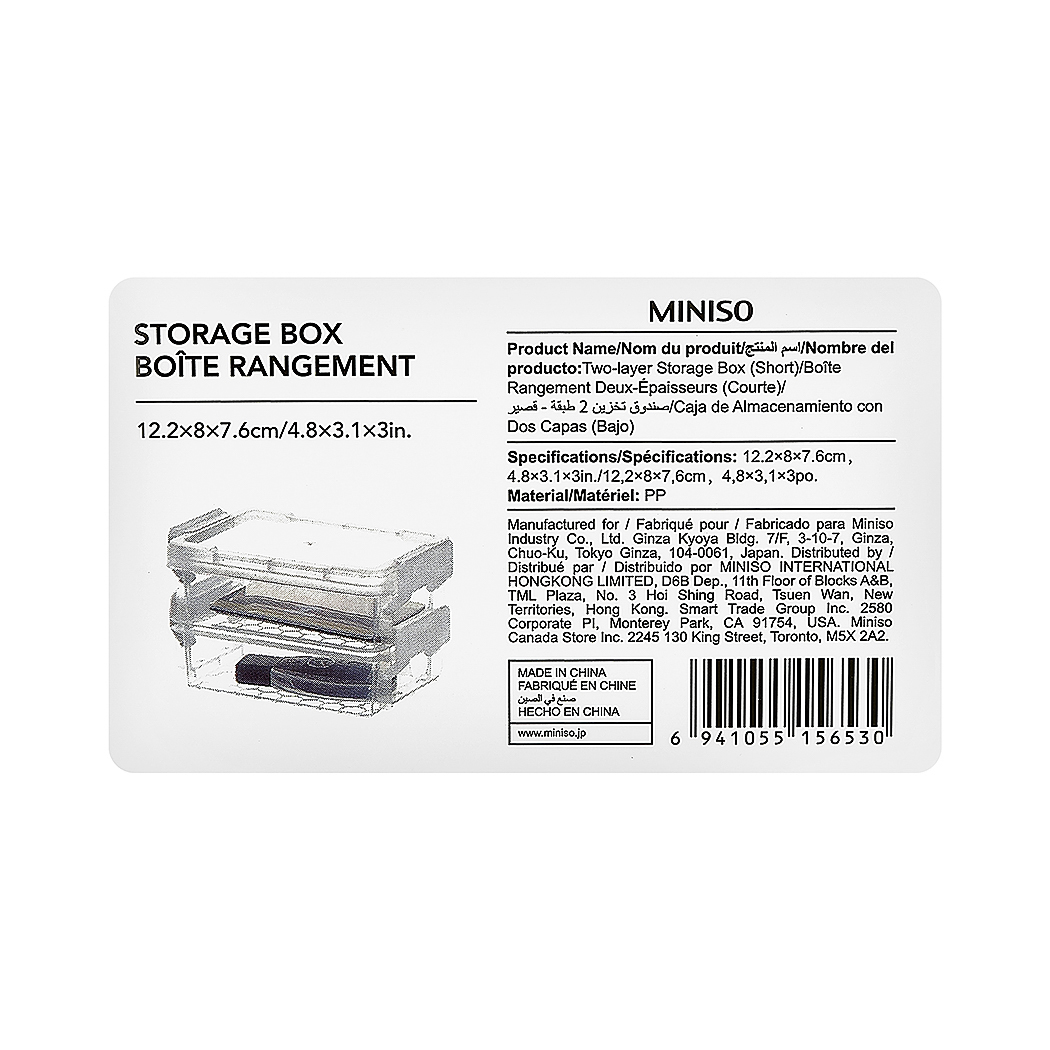 STORAGE BOX
BOÎTE RANGEMENT
12.2×8×7.6cm/4.8×3.1×3in.
MINISO
Product Name/Nom du produit/اسم المنتج/Nombre del
producto:Two-layer Storage Box (Short)/Boîte
Rangement Deux-Épaisseurs (Courte)/
صندوق تخزين 2 طبقة - قصير/Caja de Almacenamiento con
Dos Capas (Bajo)
Specifications/Spécifications: 12.2×8×7.6cm,
4.8×3.1×3in./12,2×8×7,6cm, 4,8×3,1×3po.
Material/Matériel: PP
Manufactured for / Fabriqué pour / Fabricado para Miniso
Industry Co., Ltd. Ginza Kyoya Bldg. 7/F, 3-10-7, Ginza,
Chuo-Ku, Tokyo Ginza, 104-0061, Japan. Distributed by /
Distribué par / Distribuido por MINISO INTERNATIONAL
HONGKONG LIMITED, D6B Dep., 11th Floor of Blocks A&B,
TML Plaza, No. 3 Hoi Shing Road, Tsuen Wan, New
Territories, Hong Kong. Smart Trade Group Inc. 2580
Corporate Pl, Monterey Park, CA 91754, USA. Miniso
Canada Store Inc. 2245 130 King Street, Toronto, M5X 2A2.
MADE IN CHINA
FABRIQUÉ EN CHINE
صنع في الصين
HECHO EN CHINA
www.miniso.jp
6 941055 156530